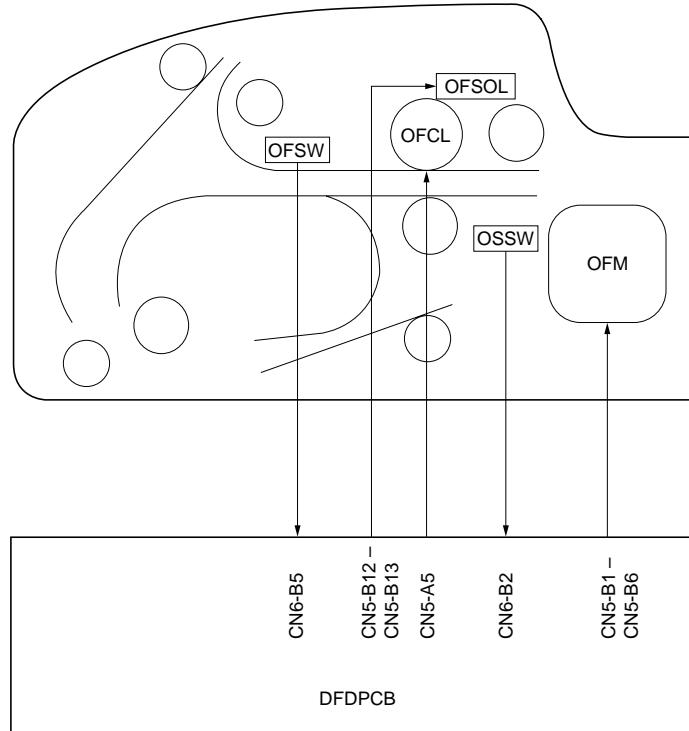 OFSOL
OFCL
OFSW
OSSW
OFM
CN6-B5
CN5-B12 –
CN5-B13
CN5-A5
CN6-B2
CN5-B1 –
CN5-B6
DFDPCB